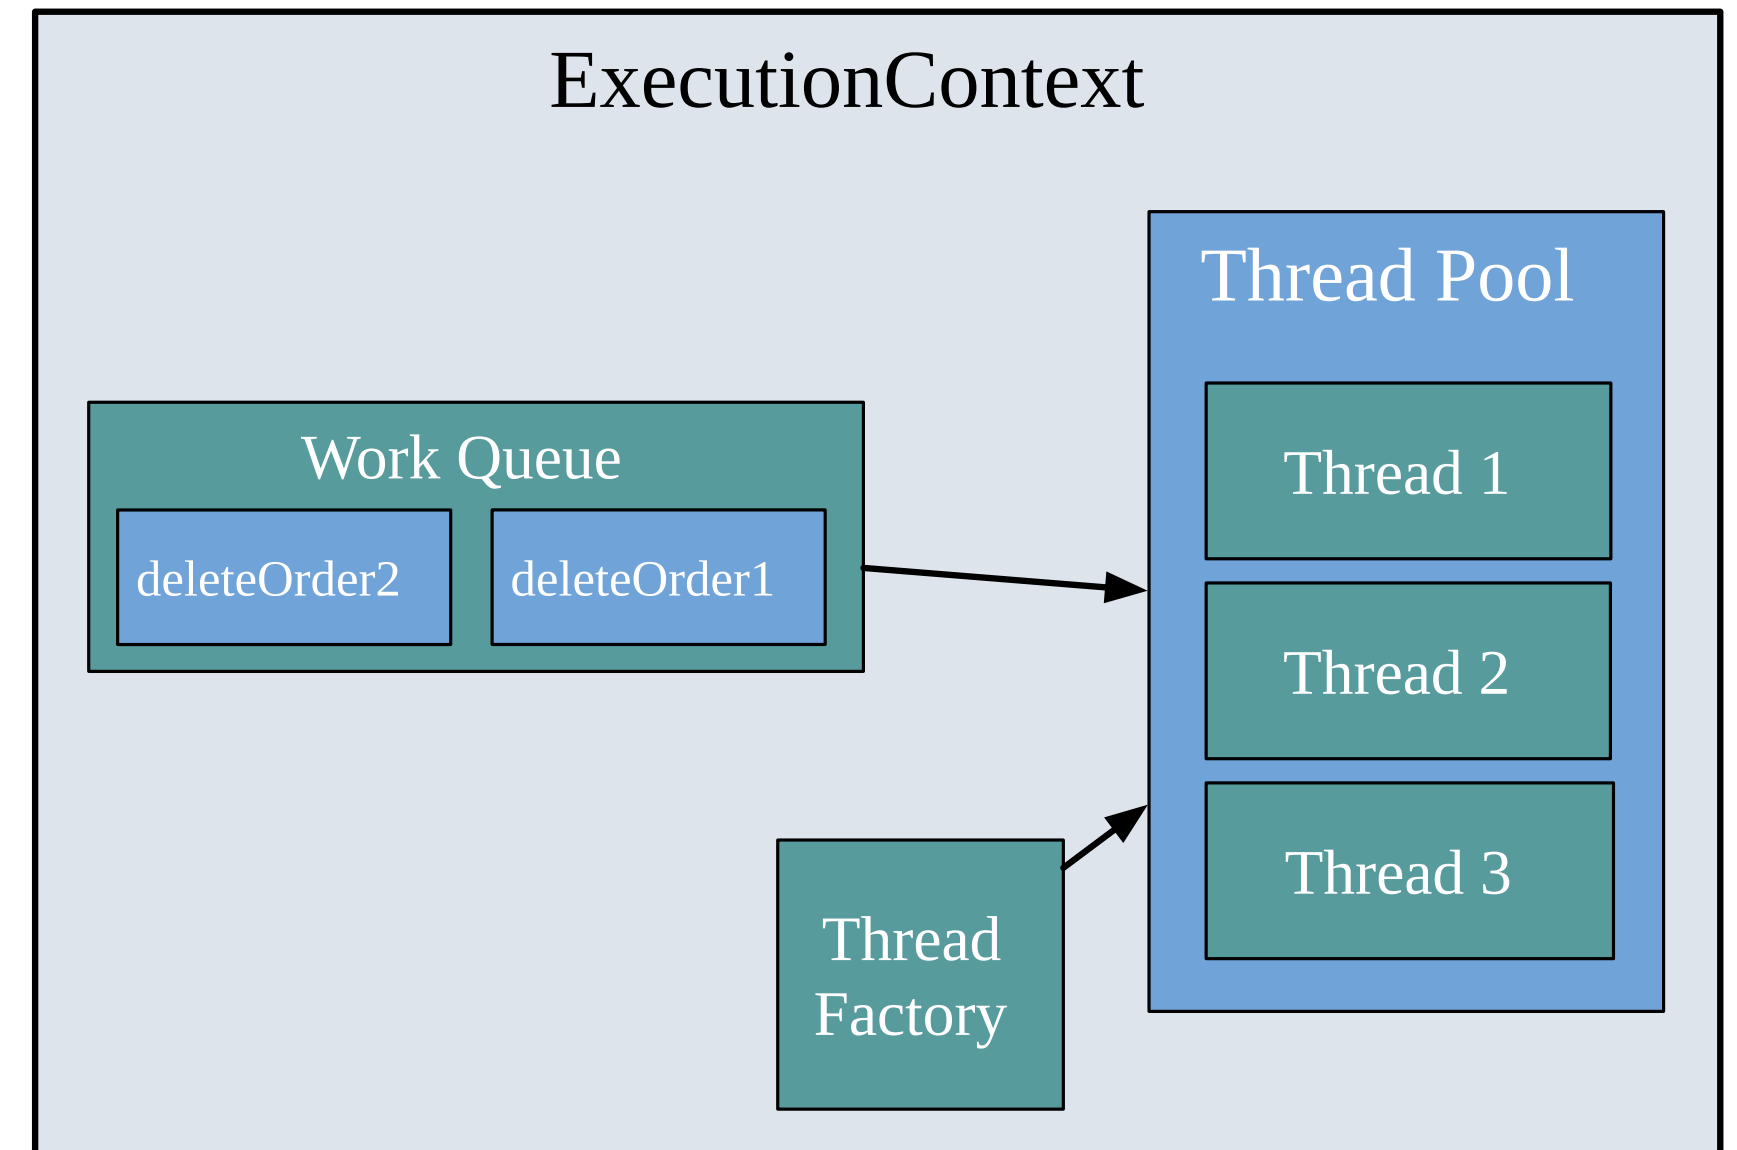 ExecutionContext
Thread Pool
Work Queue
deleteOrder2
deleteOrder1
Thread 1
Thread 2
Thread 3
Thread
Factory